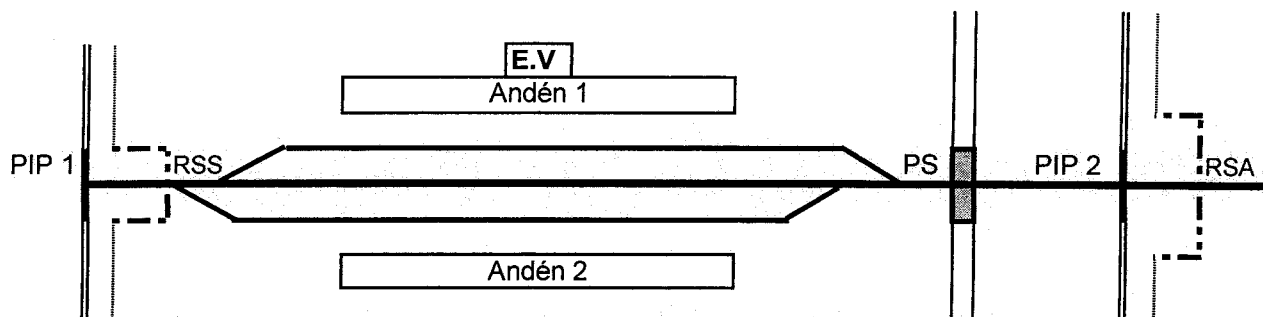 E.V
Andén 1
PIP 1
RSS
PS
PIP 2
RSA
Andén 2